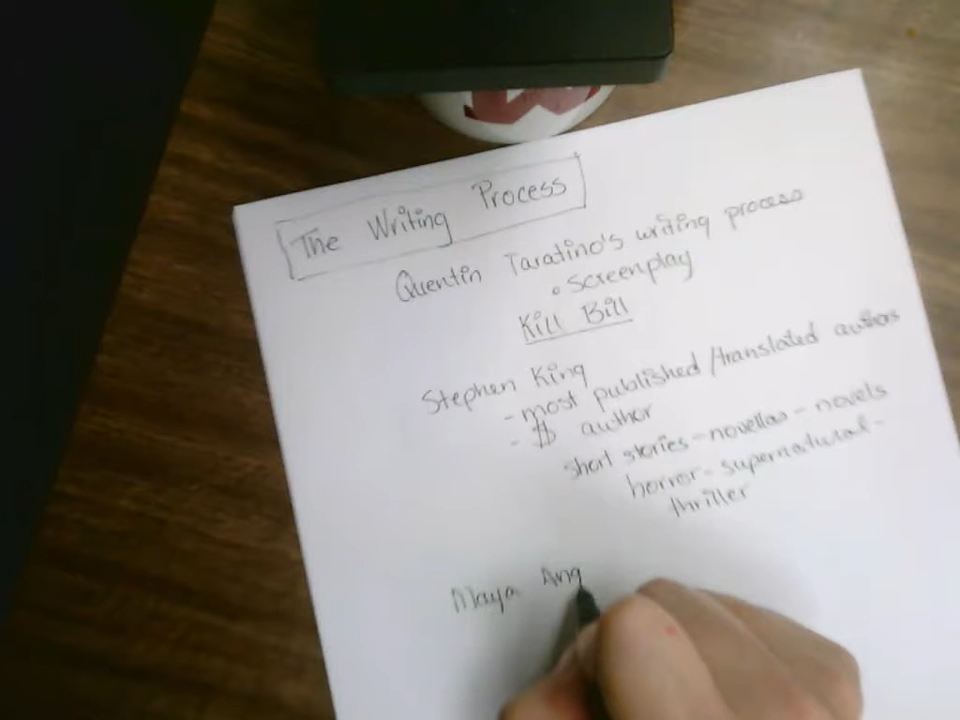 The Writing Process
Quentin Taratino's writing process
• Screenplay
Kill Bill
Stephen King
- most published/translated authors
- $ author
short stories - novellas - novels
horror - supernatural -
thriller
Maya Ang